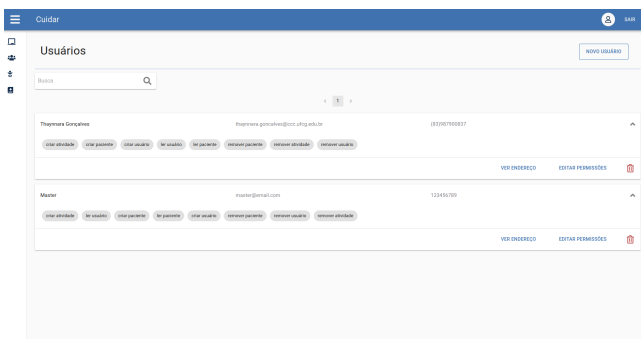 Cuidar SAIR
Usuários NOVO USUÁRIO
Busca
1
Thaynnara Gonçalves thaynnara.goncalves@ccc.ufcg.edu.br (83)987900837
criar atividade criar paciente criar usuário ler usuário ler paciente remover paciente remover atividade remover usuário
VER ENDEREÇO EDITAR PERMISSÕES
Master master@email.com 123456789
criar atividade ler usuário criar paciente ler paciente criar usuário remover paciente remover usuário remover atividade
VER ENDEREÇO EDITAR PERMISSÕES